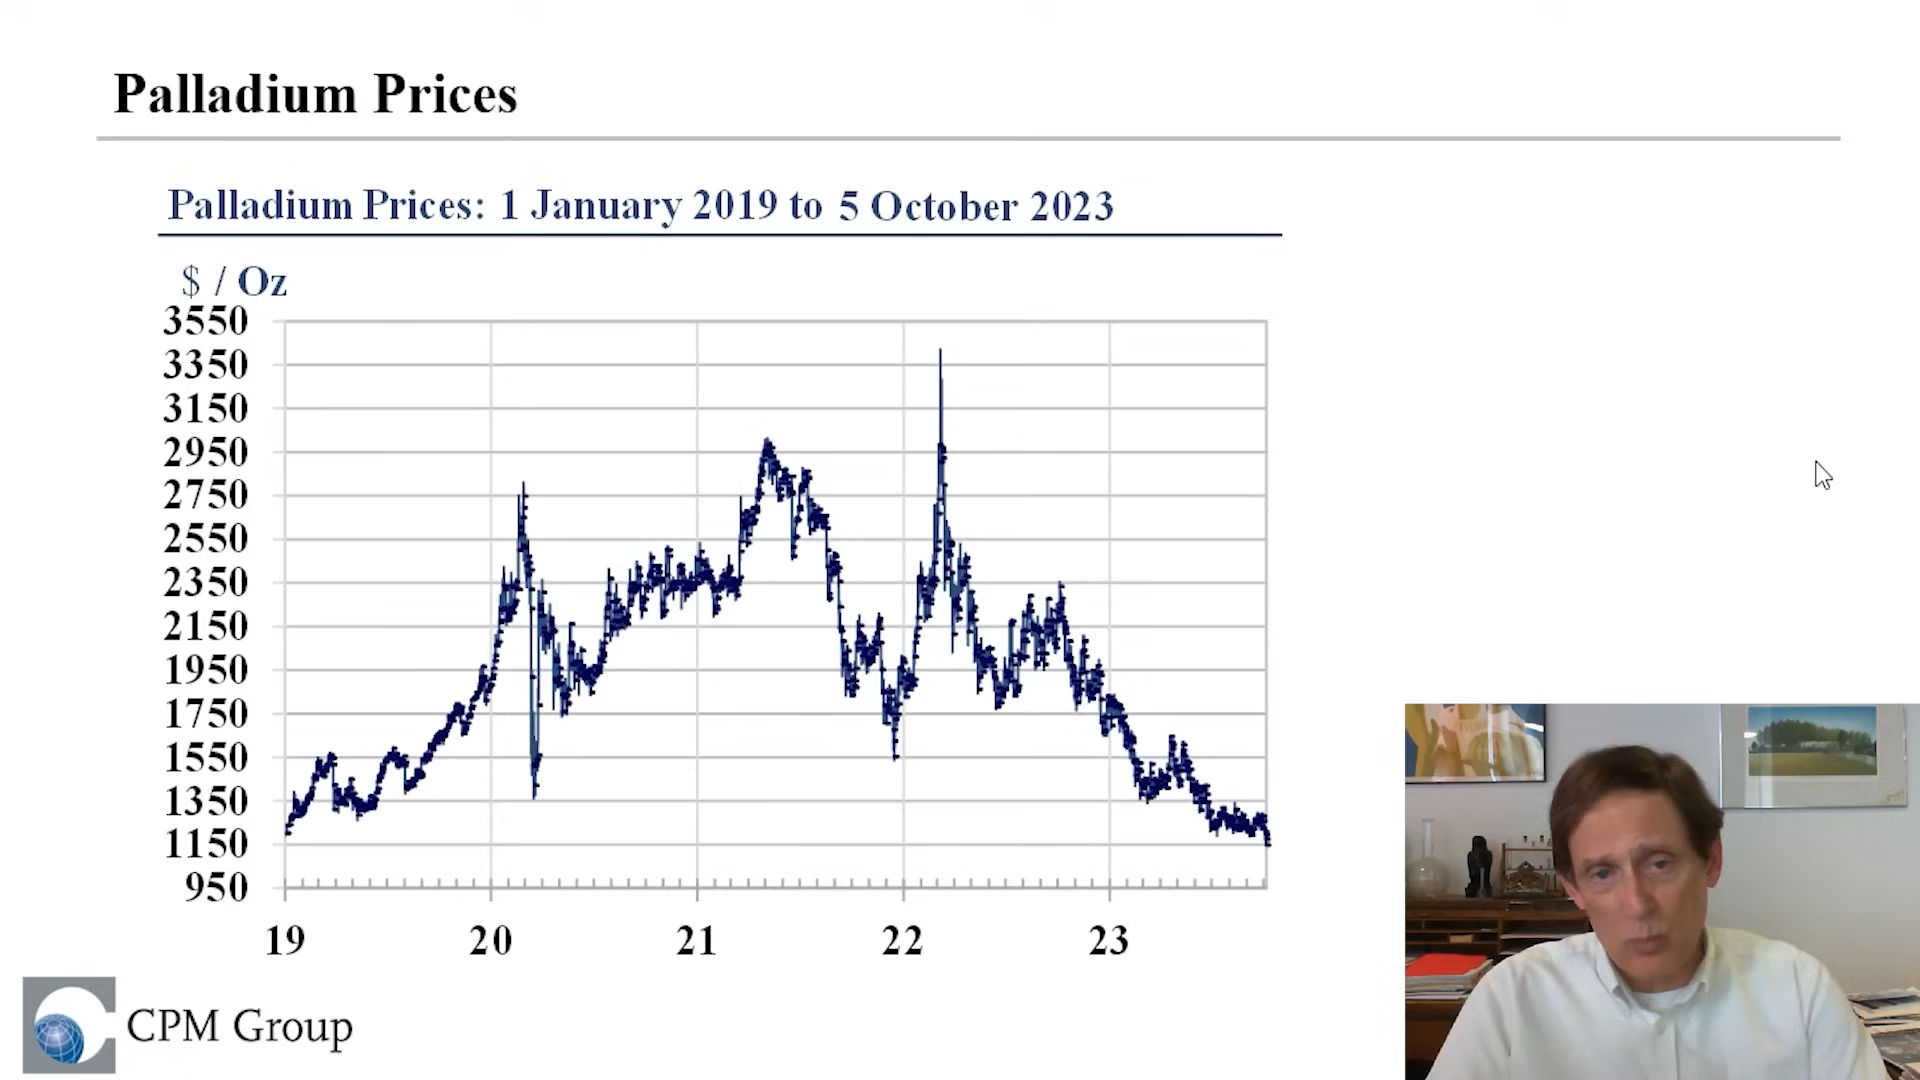 Palladium Prices
Palladium Prices: 1 January 2019 to 5 October 2023
$ / Oz
3550
3350
3150
2950
2750
2550
2350
2150
1950
1750
1550
1350
1150
950
19 20 21 22 23
CPM Group